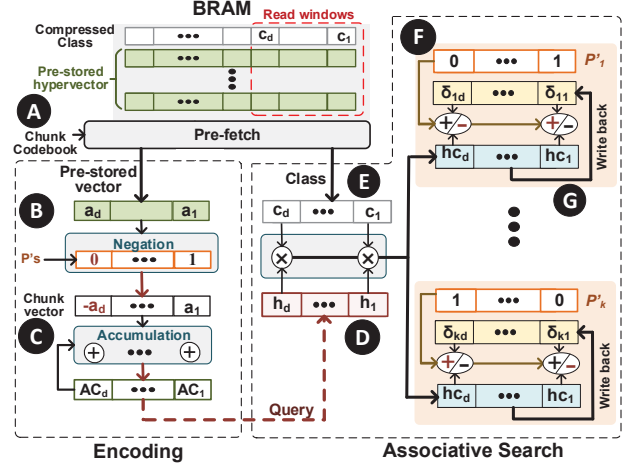 BRAM
Compressed Class
c_d ••• c_d c_1
Read windows
Pre-stored hypervector
•••
A
Chunk Codebook
Pre-fetch
Pre-stored vector
Class
B
a_d a_1
Negation
P's
0 ••• 1
Chunk vector
-a_d ••• a_1
C
Accumulation
+ ••• +
AC_d ••• AC_1
Query
Encoding
E
c_d ••• c_1
× ×
h_d ••• h_1
D
F
0 ••• 1
P'_1
δ_1d ••• δ_11
+- +-
hc_d ••• hc_1
Write back
G
1 ••• 0
P'_k
δ_kd ••• δ_k1
+- +-
hc_d ••• hc_1
Write back
Associative Search